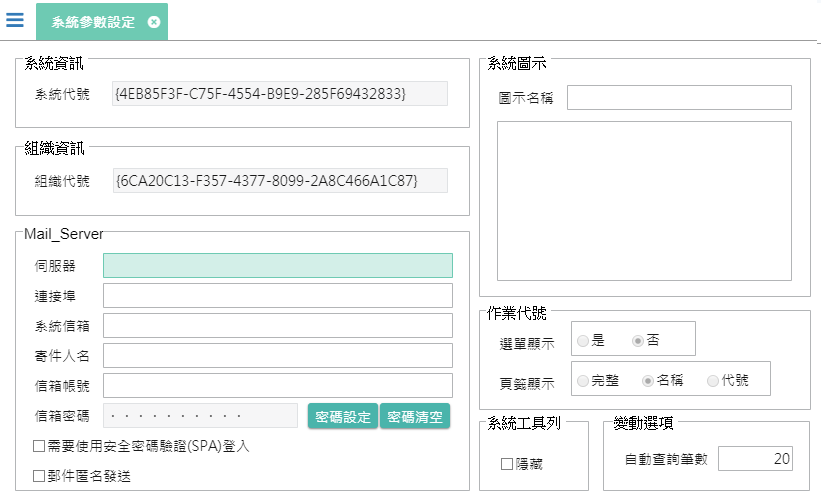 系統參數設定
系統資訊
系統代號 {4EB85F3F-C75F-4554-B9E9-285F69432833}
組織資訊
組織代號 {6CA20C13-F357-4377-8099-2A8C466A1C87}
Mail_Server
伺服器
連接埠
系統信箱
寄件人名
信箱帳號
信箱密碼 ‧‧‧‧‧‧‧‧‧‧ 密碼設定 密碼清空
需要使用安全密碼驗證(SPA)登入
郵件匿名發送
系統圖示
圖示名稱
作業代號
選單顯示 是 否
頁籤顯示 完整 名稱 代號
系統工具列
隱藏
變動選項
自動查詢筆數 20